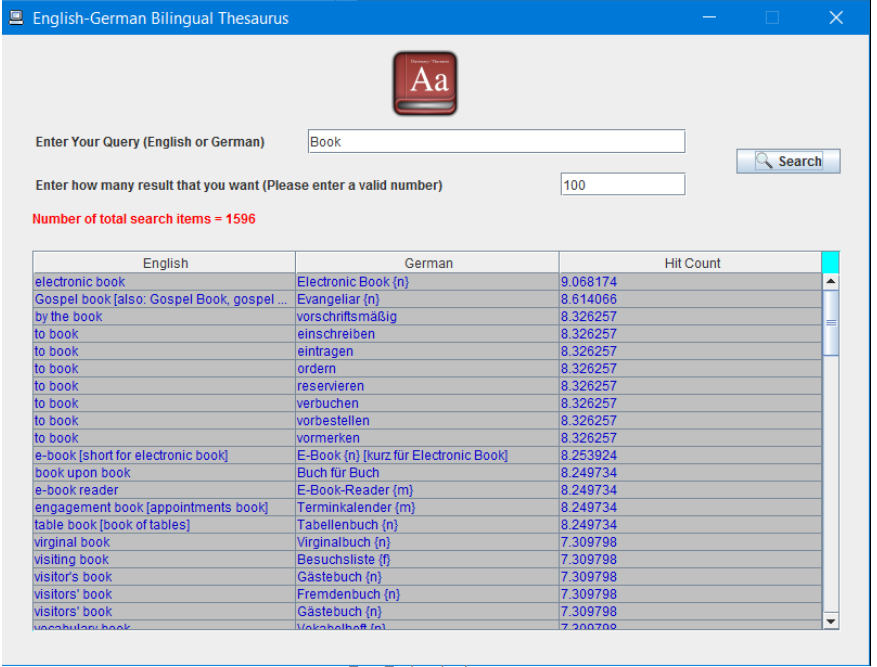 English-German Bilingual Thesaurus
Dictionary / Thesaurus
Aa
Enter Your Query (English or German) Book
Search
Enter how many result that you want (Please enter a valid number) 100
Number of total search items = 1596
English German Hit Count
electronic book Electronic Book {n} 9.068174
Gospel book [also: Gospel Book, gospel ... Evangeliar {n} 8.614066
by the book vorschriftsmäßig 8.326257
to book einschreiben 8.326257
to book eintragen 8.326257
to book ordern 8.326257
to book reservieren 8.326257
to book verbuchen 8.326257
to book vorbestellen 8.326257
to book vormerken 8.326257
e-book [short for electronic book] E-Book {n} [kurz für Electronic Book] 8.253924
book upon book Buch für Buch 8.249734
e-book reader E-Book-Reader {m} 8.249734
engagement book [appointments book] Terminkalender {m} 8.249734
table book [book of tables] Tabellenbuch {n} 8.249734
virginal book Virginalbuch {n} 7.309798
visiting book Besuchsliste {f} 7.309798
visitor's book Gästebuch {n} 7.309798
visitors' book Fremdenbuch {n} 7.309798
visitors' book Gästebuch {n} 7.309798
vocabulary book Vokabelheft {n} 7.309798